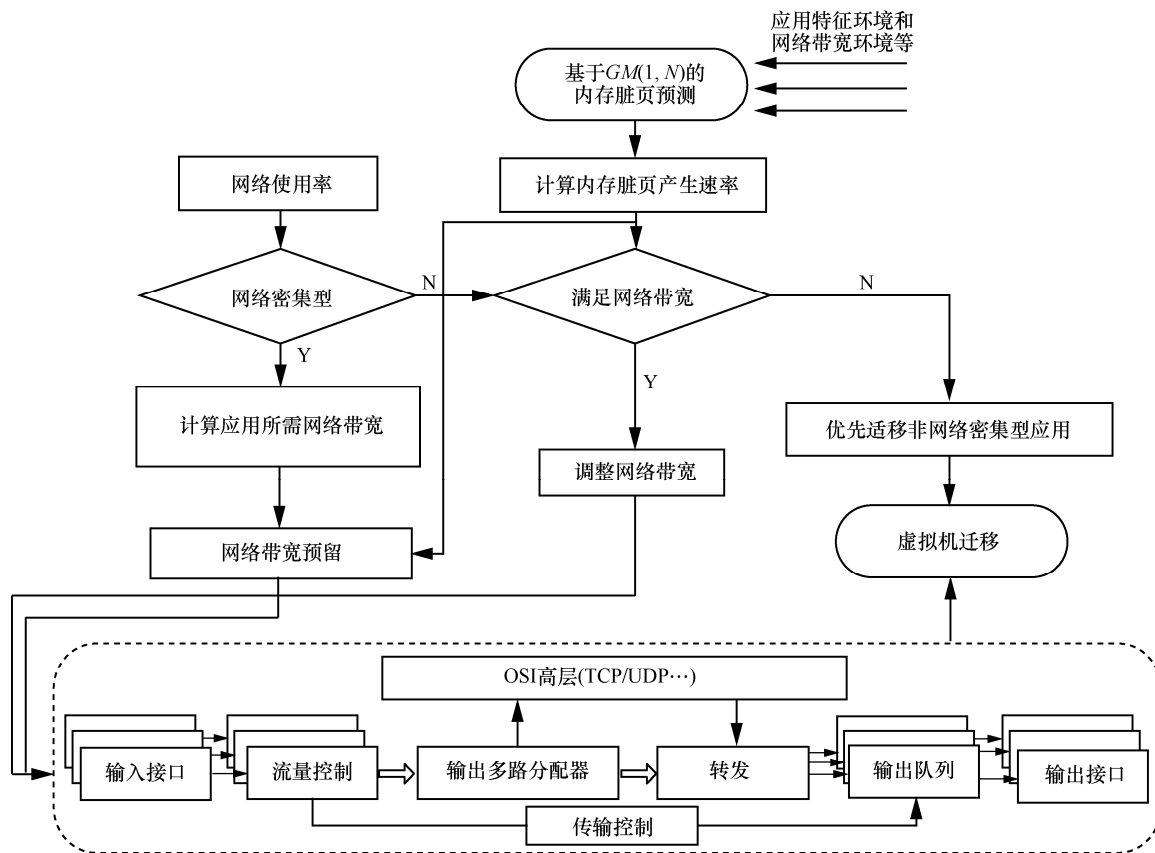 应用特征环境和
网络带宽环境等
基于GM(1, N)的
内存脏页预测
网络使用率
计算内存脏页产生速率
网络密集型
N
满足网络带宽
N
Y
Y
计算应用所需网络带宽
优先适移非网络密集型应用
调整网络带宽
网络带宽预留
虚拟机迁移
OSI高层(TCP/UDP…)
输入接口
流量控制
输出多路分配器
转发
输出队列
输出接口
传输控制